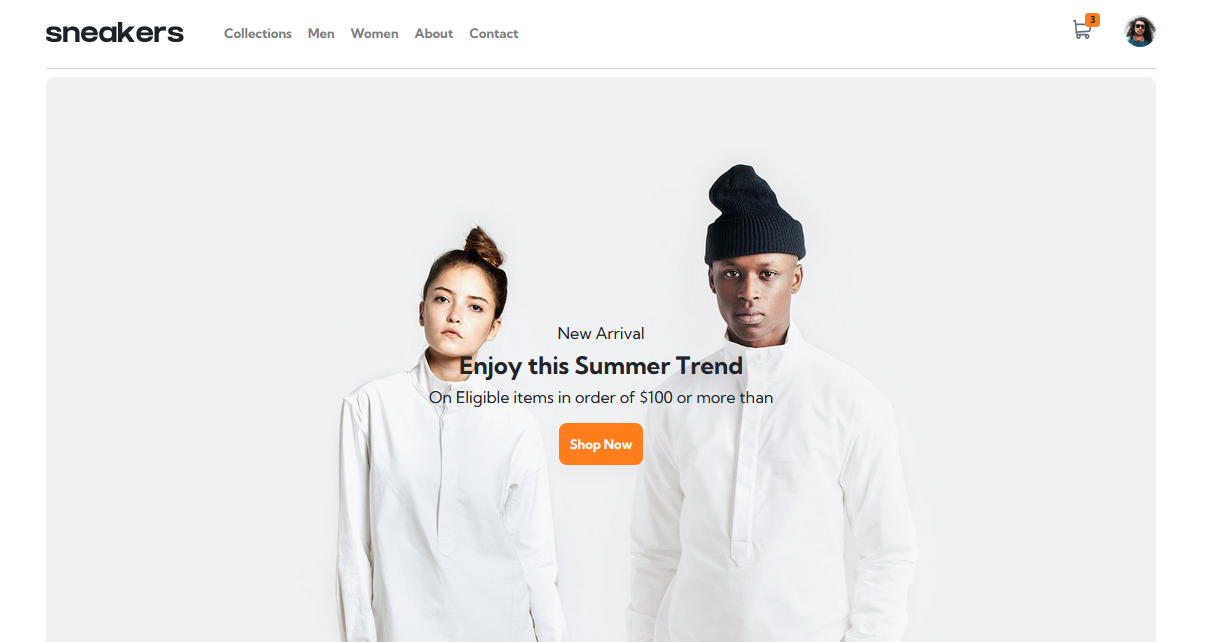 sneakers
Collections Men Women About Contact
3
New Arrival
Enjoy this Summer Trend
On Eligible items in order of $100 or more than
Shop Now